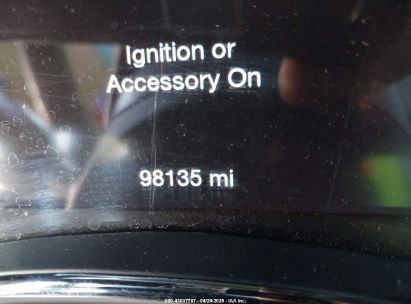 Ignition or
Accessory On
98135 mi